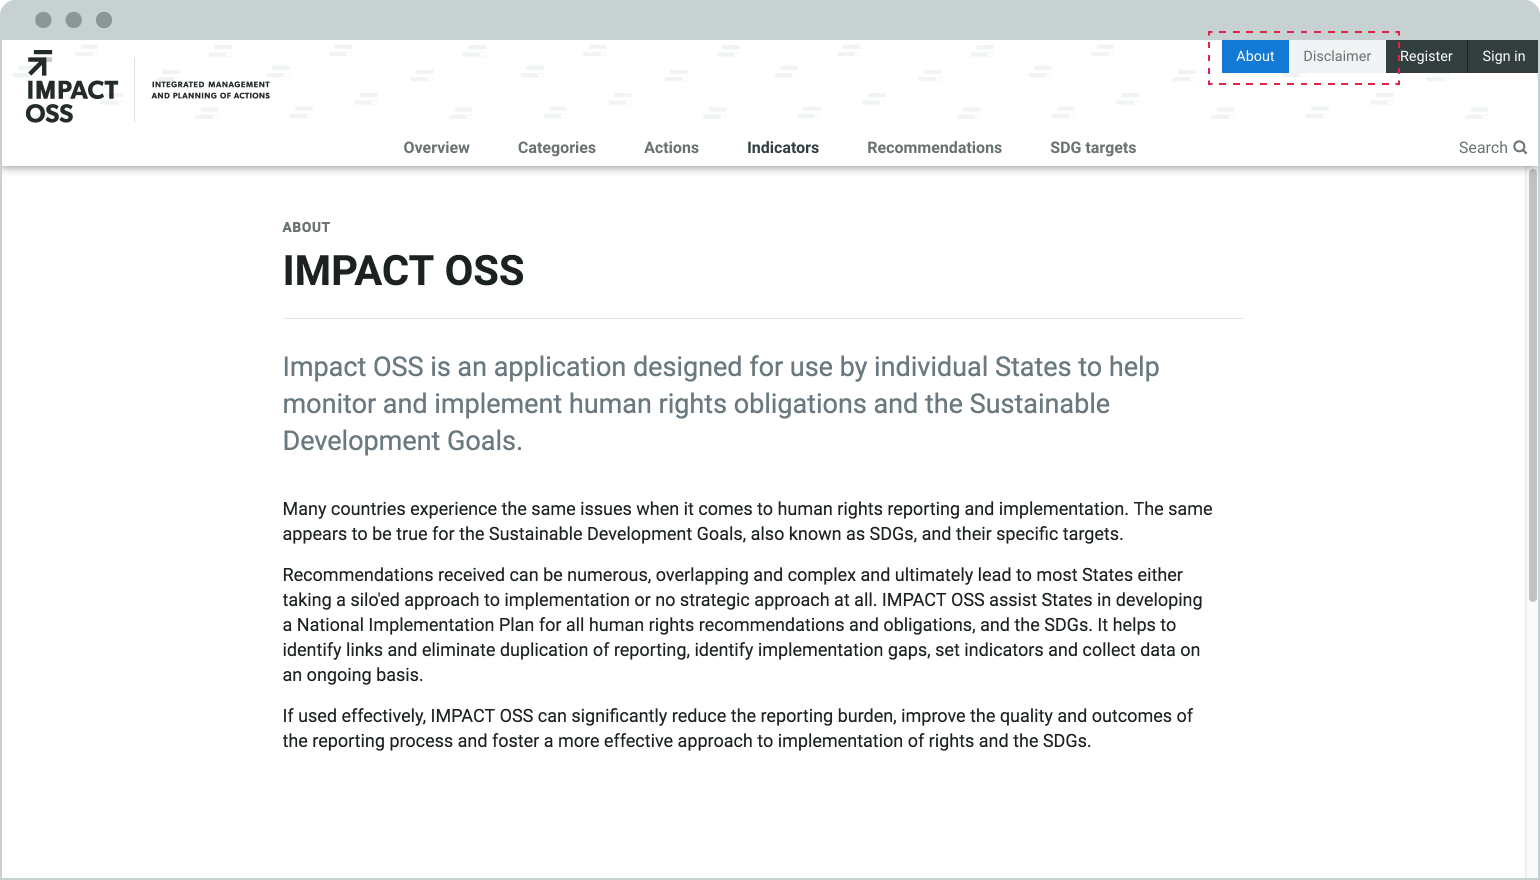 About Disclaimer Register Sign in
IMPACT
OSS
INTEGRATED MANAGEMENT
AND PLANNING OF ACTIONS
Overview Categories Actions Indicators Recommendations SDG targets Search
ABOUT
IMPACT OSS
Impact OSS is an application designed for use by individual States to help
monitor and implement human rights obligations and the Sustainable
Development Goals.
Many countries experience the same issues when it comes to human rights reporting and implementation. The same
appears to be true for the Sustainable Development Goals, also known as SDGs, and their specific targets.
Recommendations received can be numerous, overlapping and complex and ultimately lead to most States either
taking a silo'ed approach to implementation or no strategic approach at all. IMPACT OSS assist States in developing
a National Implementation Plan for all human rights recommendations and obligations, and the SDGs. It helps to
identify links and eliminate duplication of reporting, identify implementation gaps, set indicators and collect data on
an ongoing basis.
If used effectively, IMPACT OSS can significantly reduce the reporting burden, improve the quality and outcomes of
the reporting process and foster a more effective approach to implementation of rights and the SDGs.